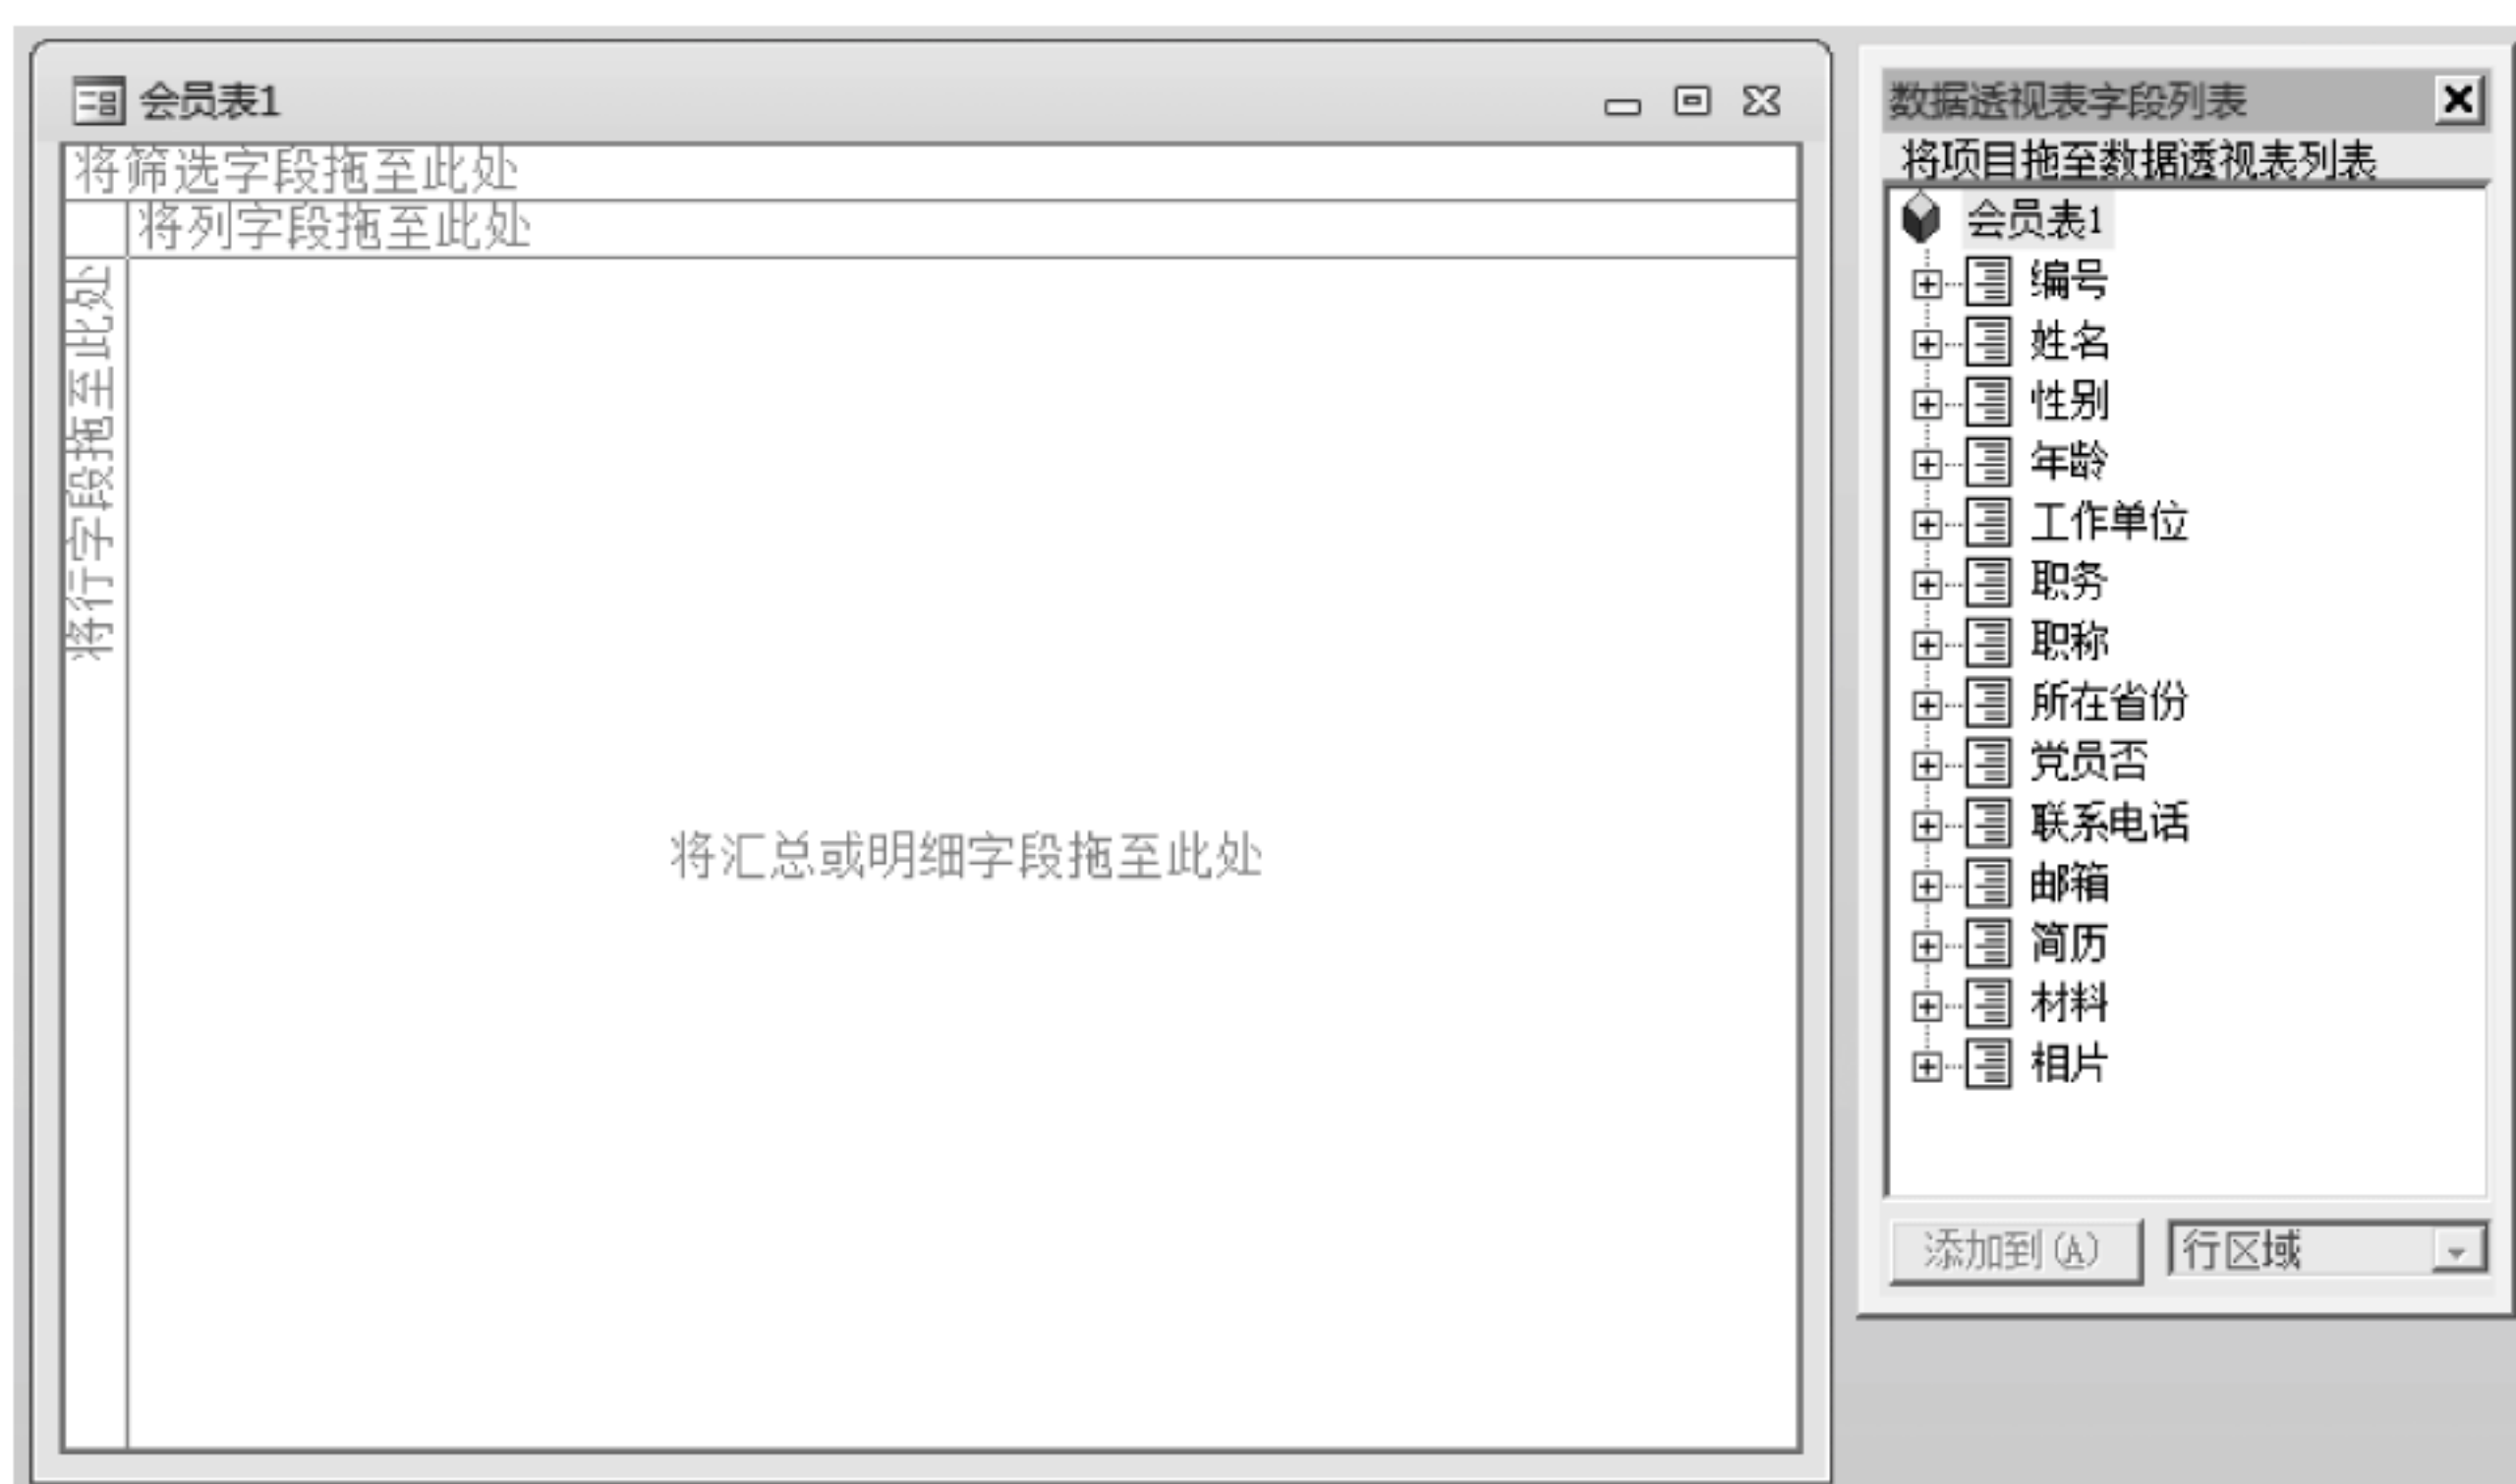 会员表1
将筛选字段拖至此处
将列字段拖至此处
将行字段拖至此处
将汇总或明细字段拖至此处
数据透视表字段列表
将项目拖至数据透视表列表
会员表1
编号
姓名
性别
年龄
工作单位
职务
职称
所在省份
党员否
联系电话
邮箱
简历
材料
相片
添加到(A)
行区域